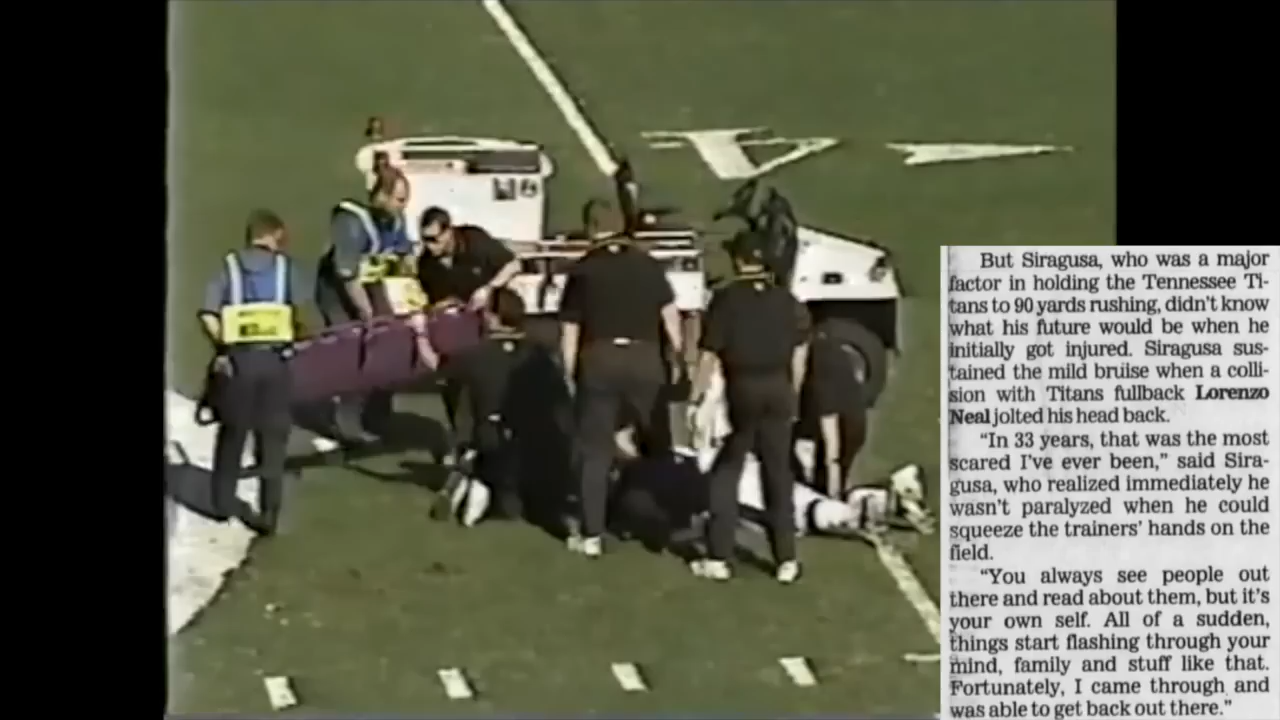 But Siragusa, who was a major
factor in holding the Tennessee Ti-
tans to 90 yards rushing, didn't know
what his future would be when he
initially got injured. Siragusa sus-
tained the mild bruise when a colli-
sion with Titans fullback Lorenzo
Neal jolted his head back.
“In 33 years, that was the most
scared I've ever been,” said Sira-
gusa, who realized immediately he
wasn't paralyzed when he could
squeeze the trainers' hands on the
field.
“You always see people out
there and read about them, but it's
your own self. All of a sudden,
things start flashing through your
mind, family and stuff like that.
Fortunately, I came through and
was able to get back out there.”